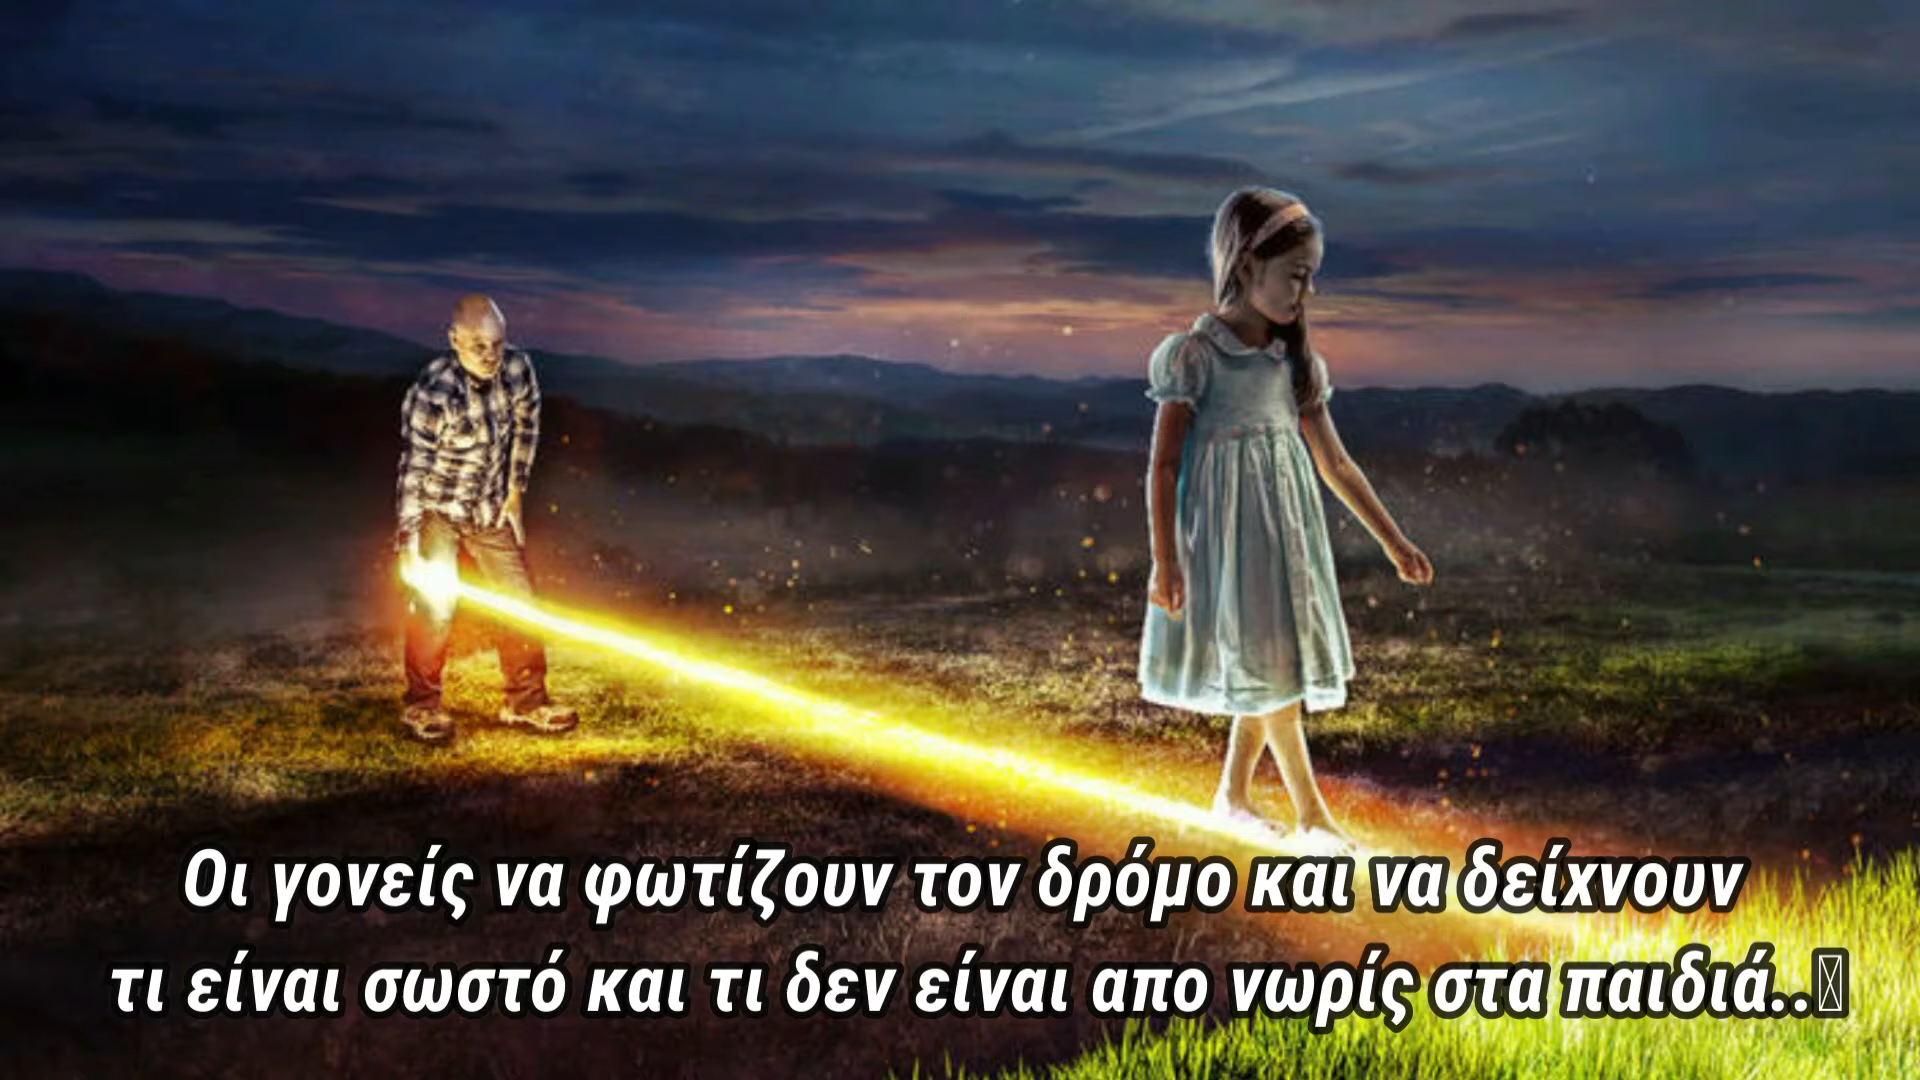 Οι γονείς να φωτίζουν τον δρόμο και να δείχνουν
τι είναι σωστό και τι δεν είναι απο νωρίς στα παιδιά..